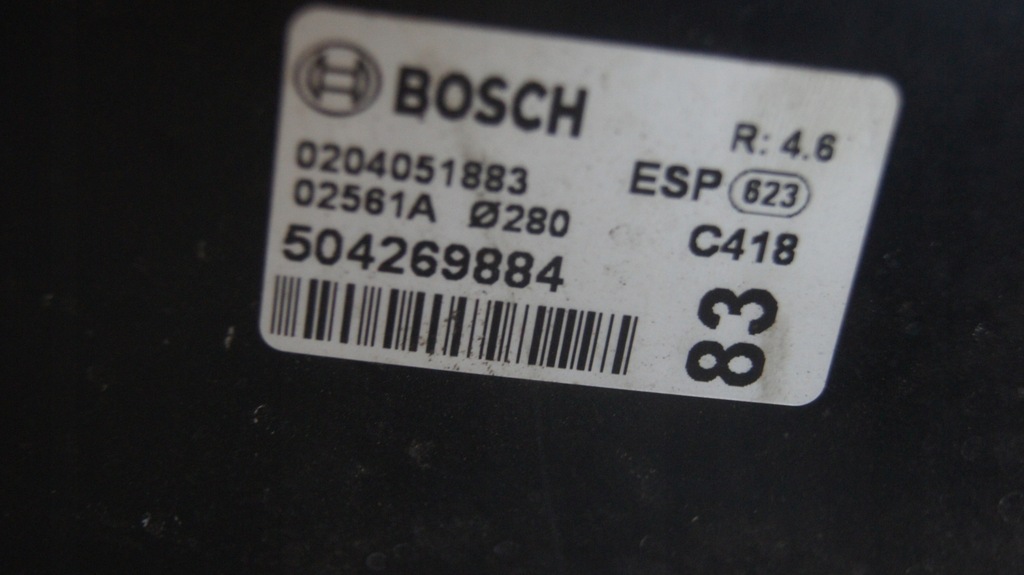 BOSCH
R: 4.6
0204051883
ESP 623
02561A Ø280
C418
504269884
83